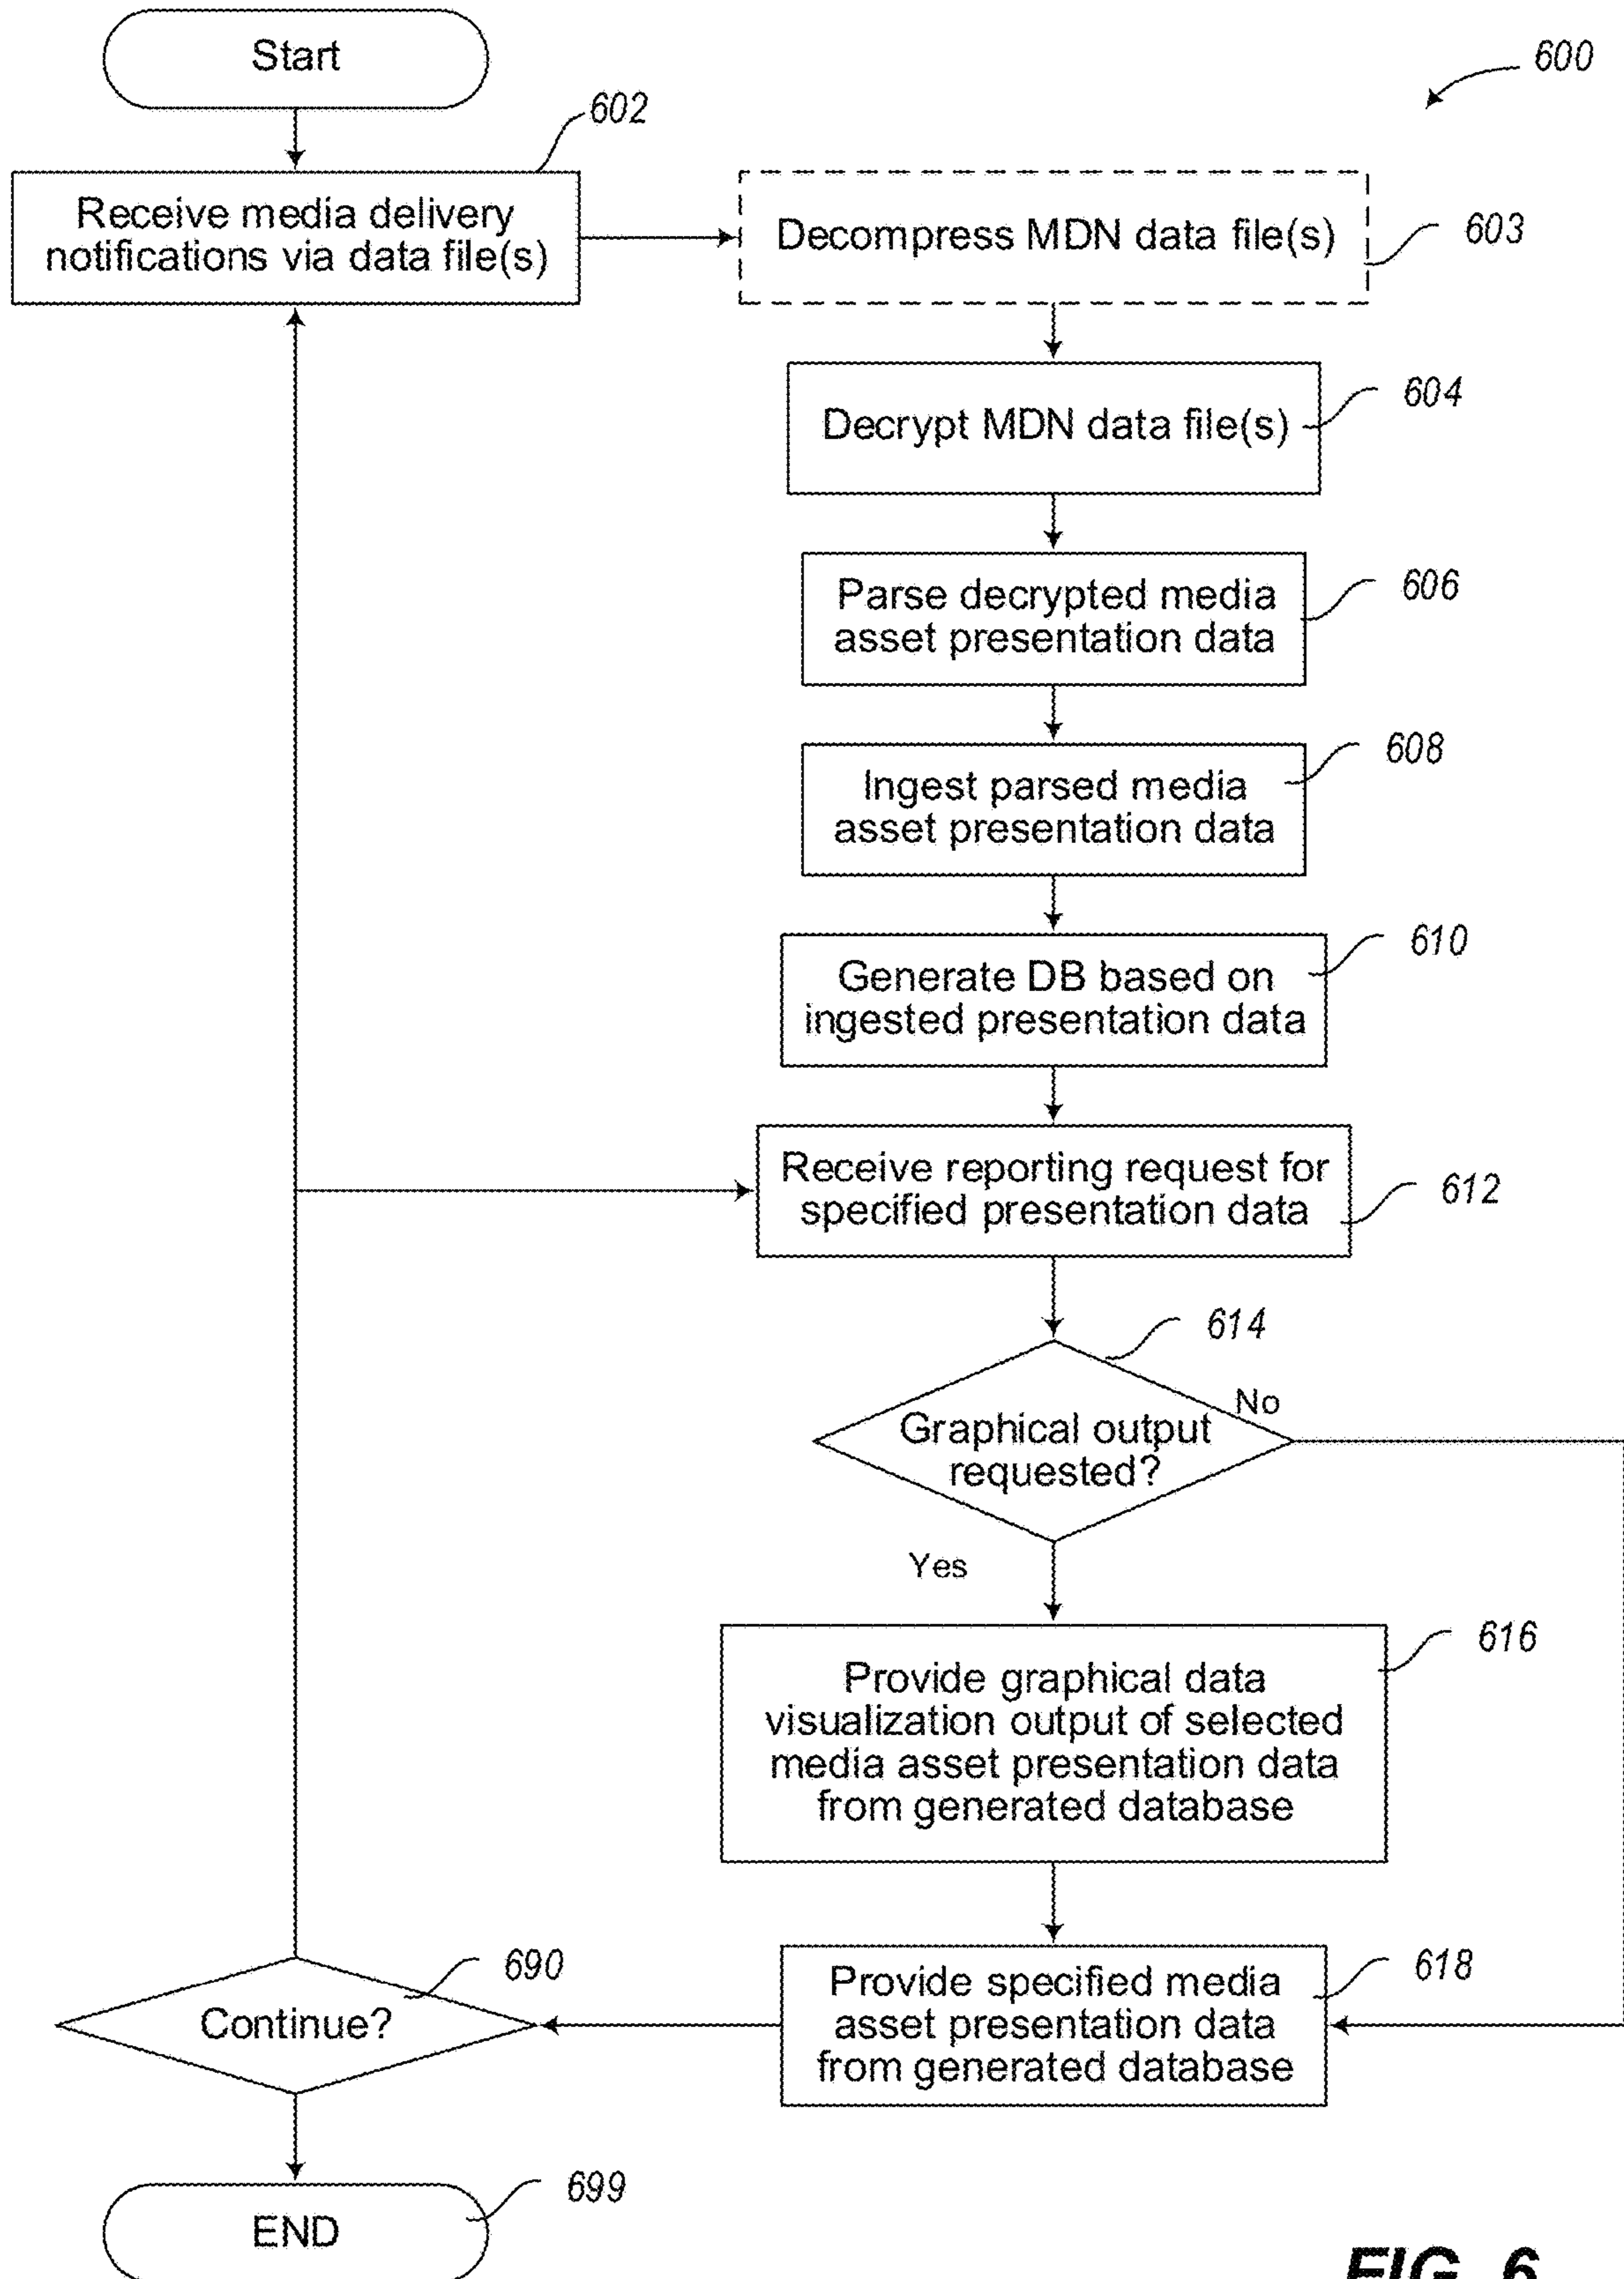 Start
600
602
Receive media delivery
notifications via data file(s)
Decompress MDN data file(s)
603
Decrypt MDN data file(s)
604
Parse decrypted media
asset presentation data
606
Ingest parsed media
asset presentation data
608
Generate DB based on
ingested presentation data
610
Receive reporting request for
specified presentation data
612
614
Graphical output
requested?
No
Yes
Provide graphical data
visualization output of selected
media asset presentation data
from generated database
616
Provide specified media
asset presentation data
from generated database
618
Continue?
690
END
699
FIG. 6